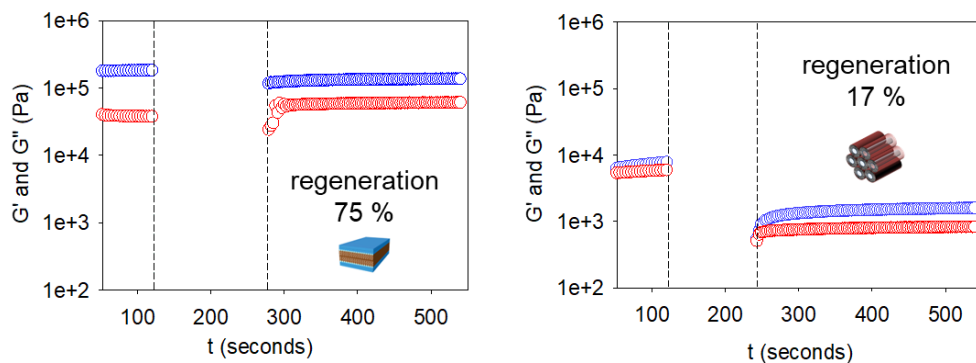 1e+6
1e+5
1e+4
1e+3
1e+2
G' and G" (Pa)
regeneration
75 %
100 200 300 400 500
t (seconds)
1e+6
1e+5
1e+4
1e+3
1e+2
G' and G" (Pa)
regeneration
17 %
100 200 300 400 500
t (seconds)